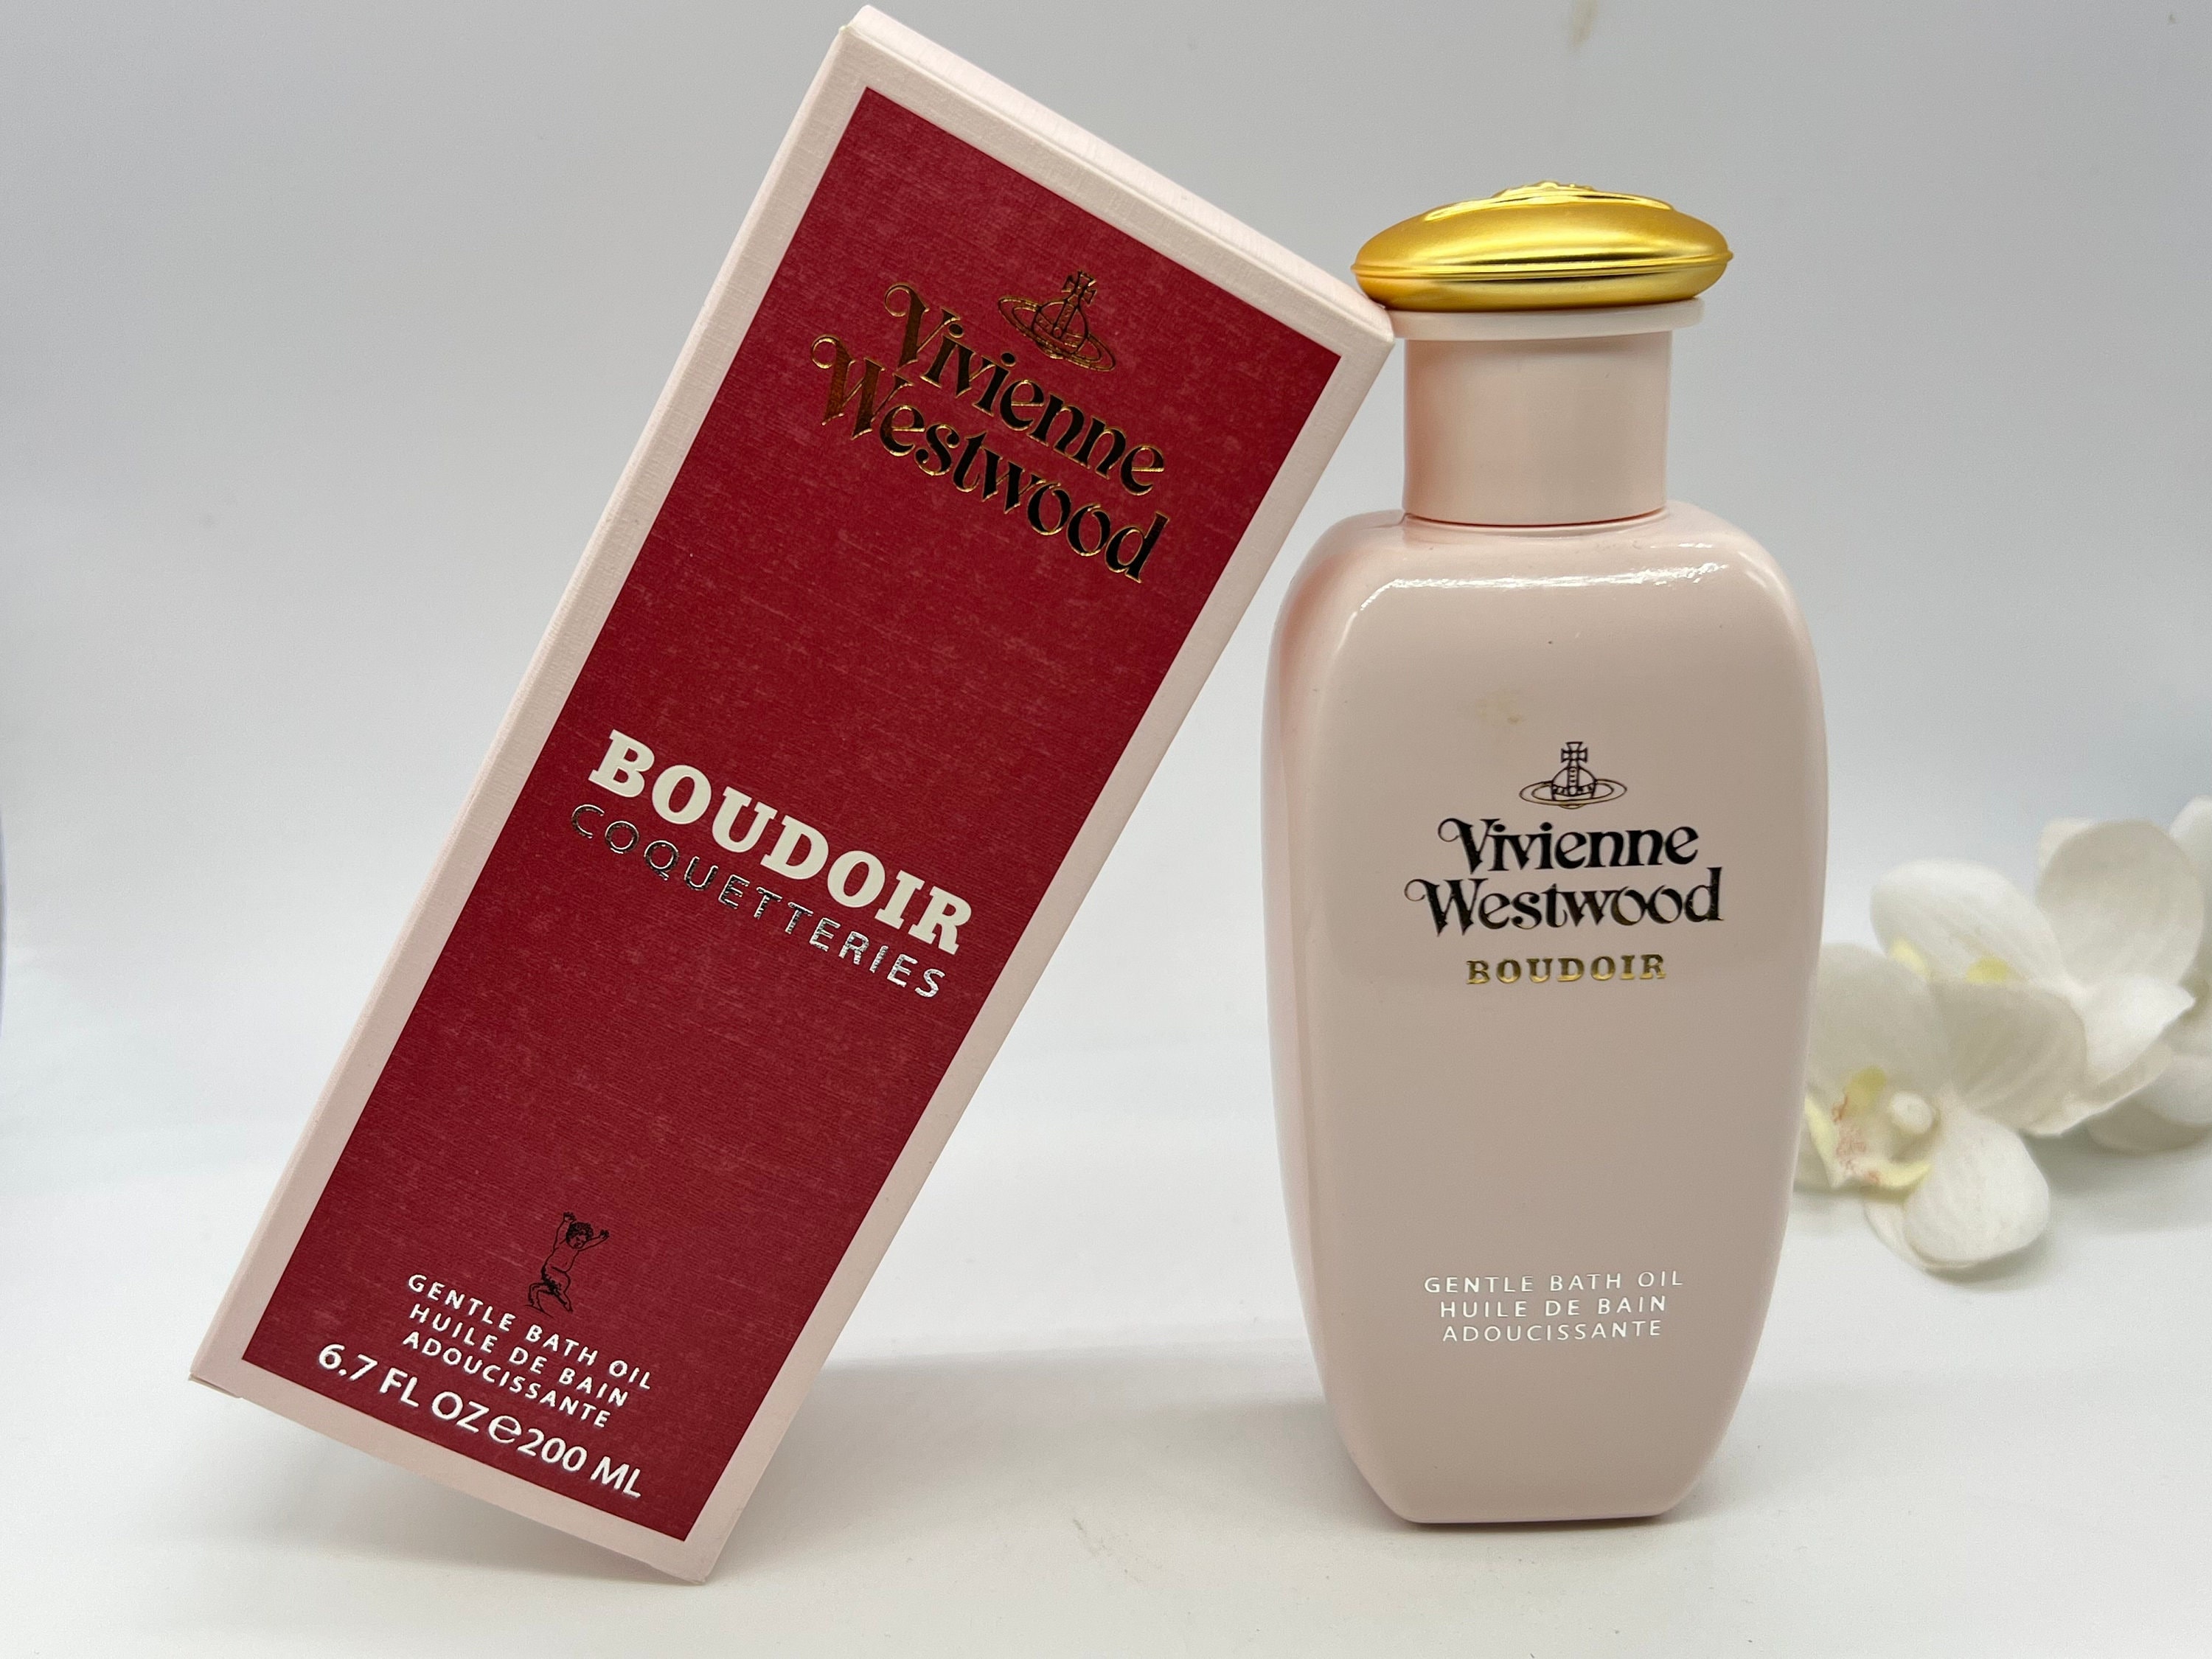 Vivienne
Westwood
BOUDOIR
COQUETTERIES
GENTLE BATH OIL
HUILE DE BAIN
ADOUCISSANTE
6.7 FL OZ℮200 ML
Vivienne
Westwood
BOUDOIR
GENTLE BATH OIL
HUILE DE BAIN
ADOUCISSANTE